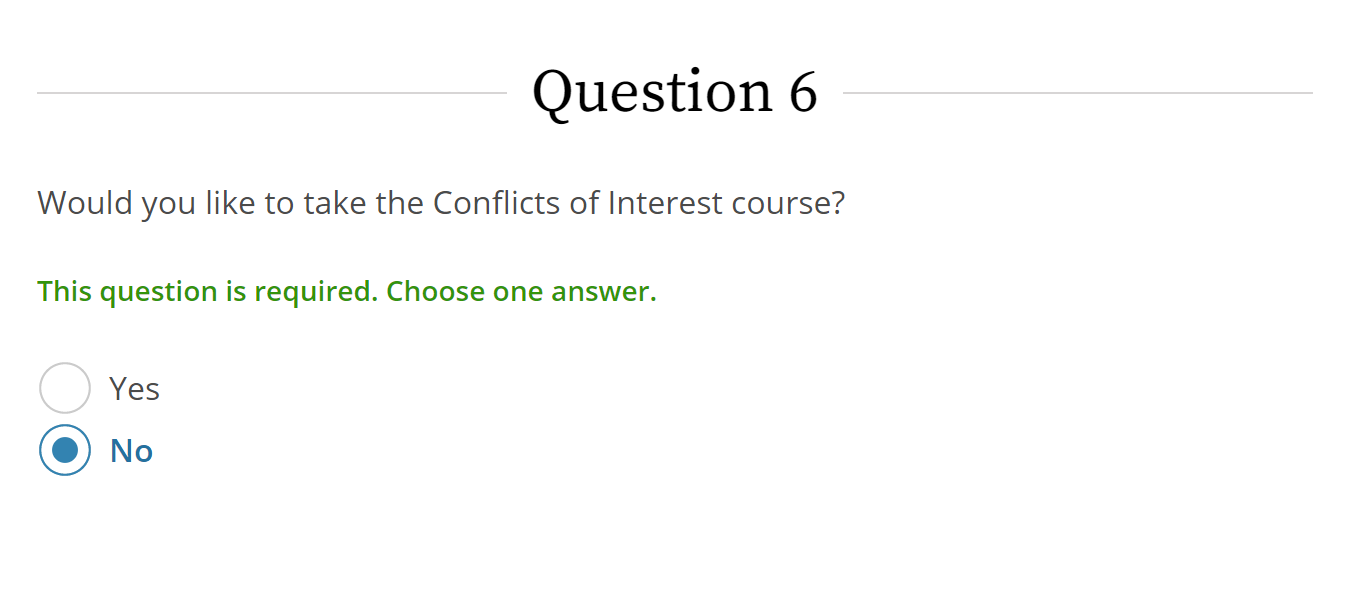 Question 6
Would you like to take the Conflicts of Interest course?
This question is required. Choose one answer.
Yes
No